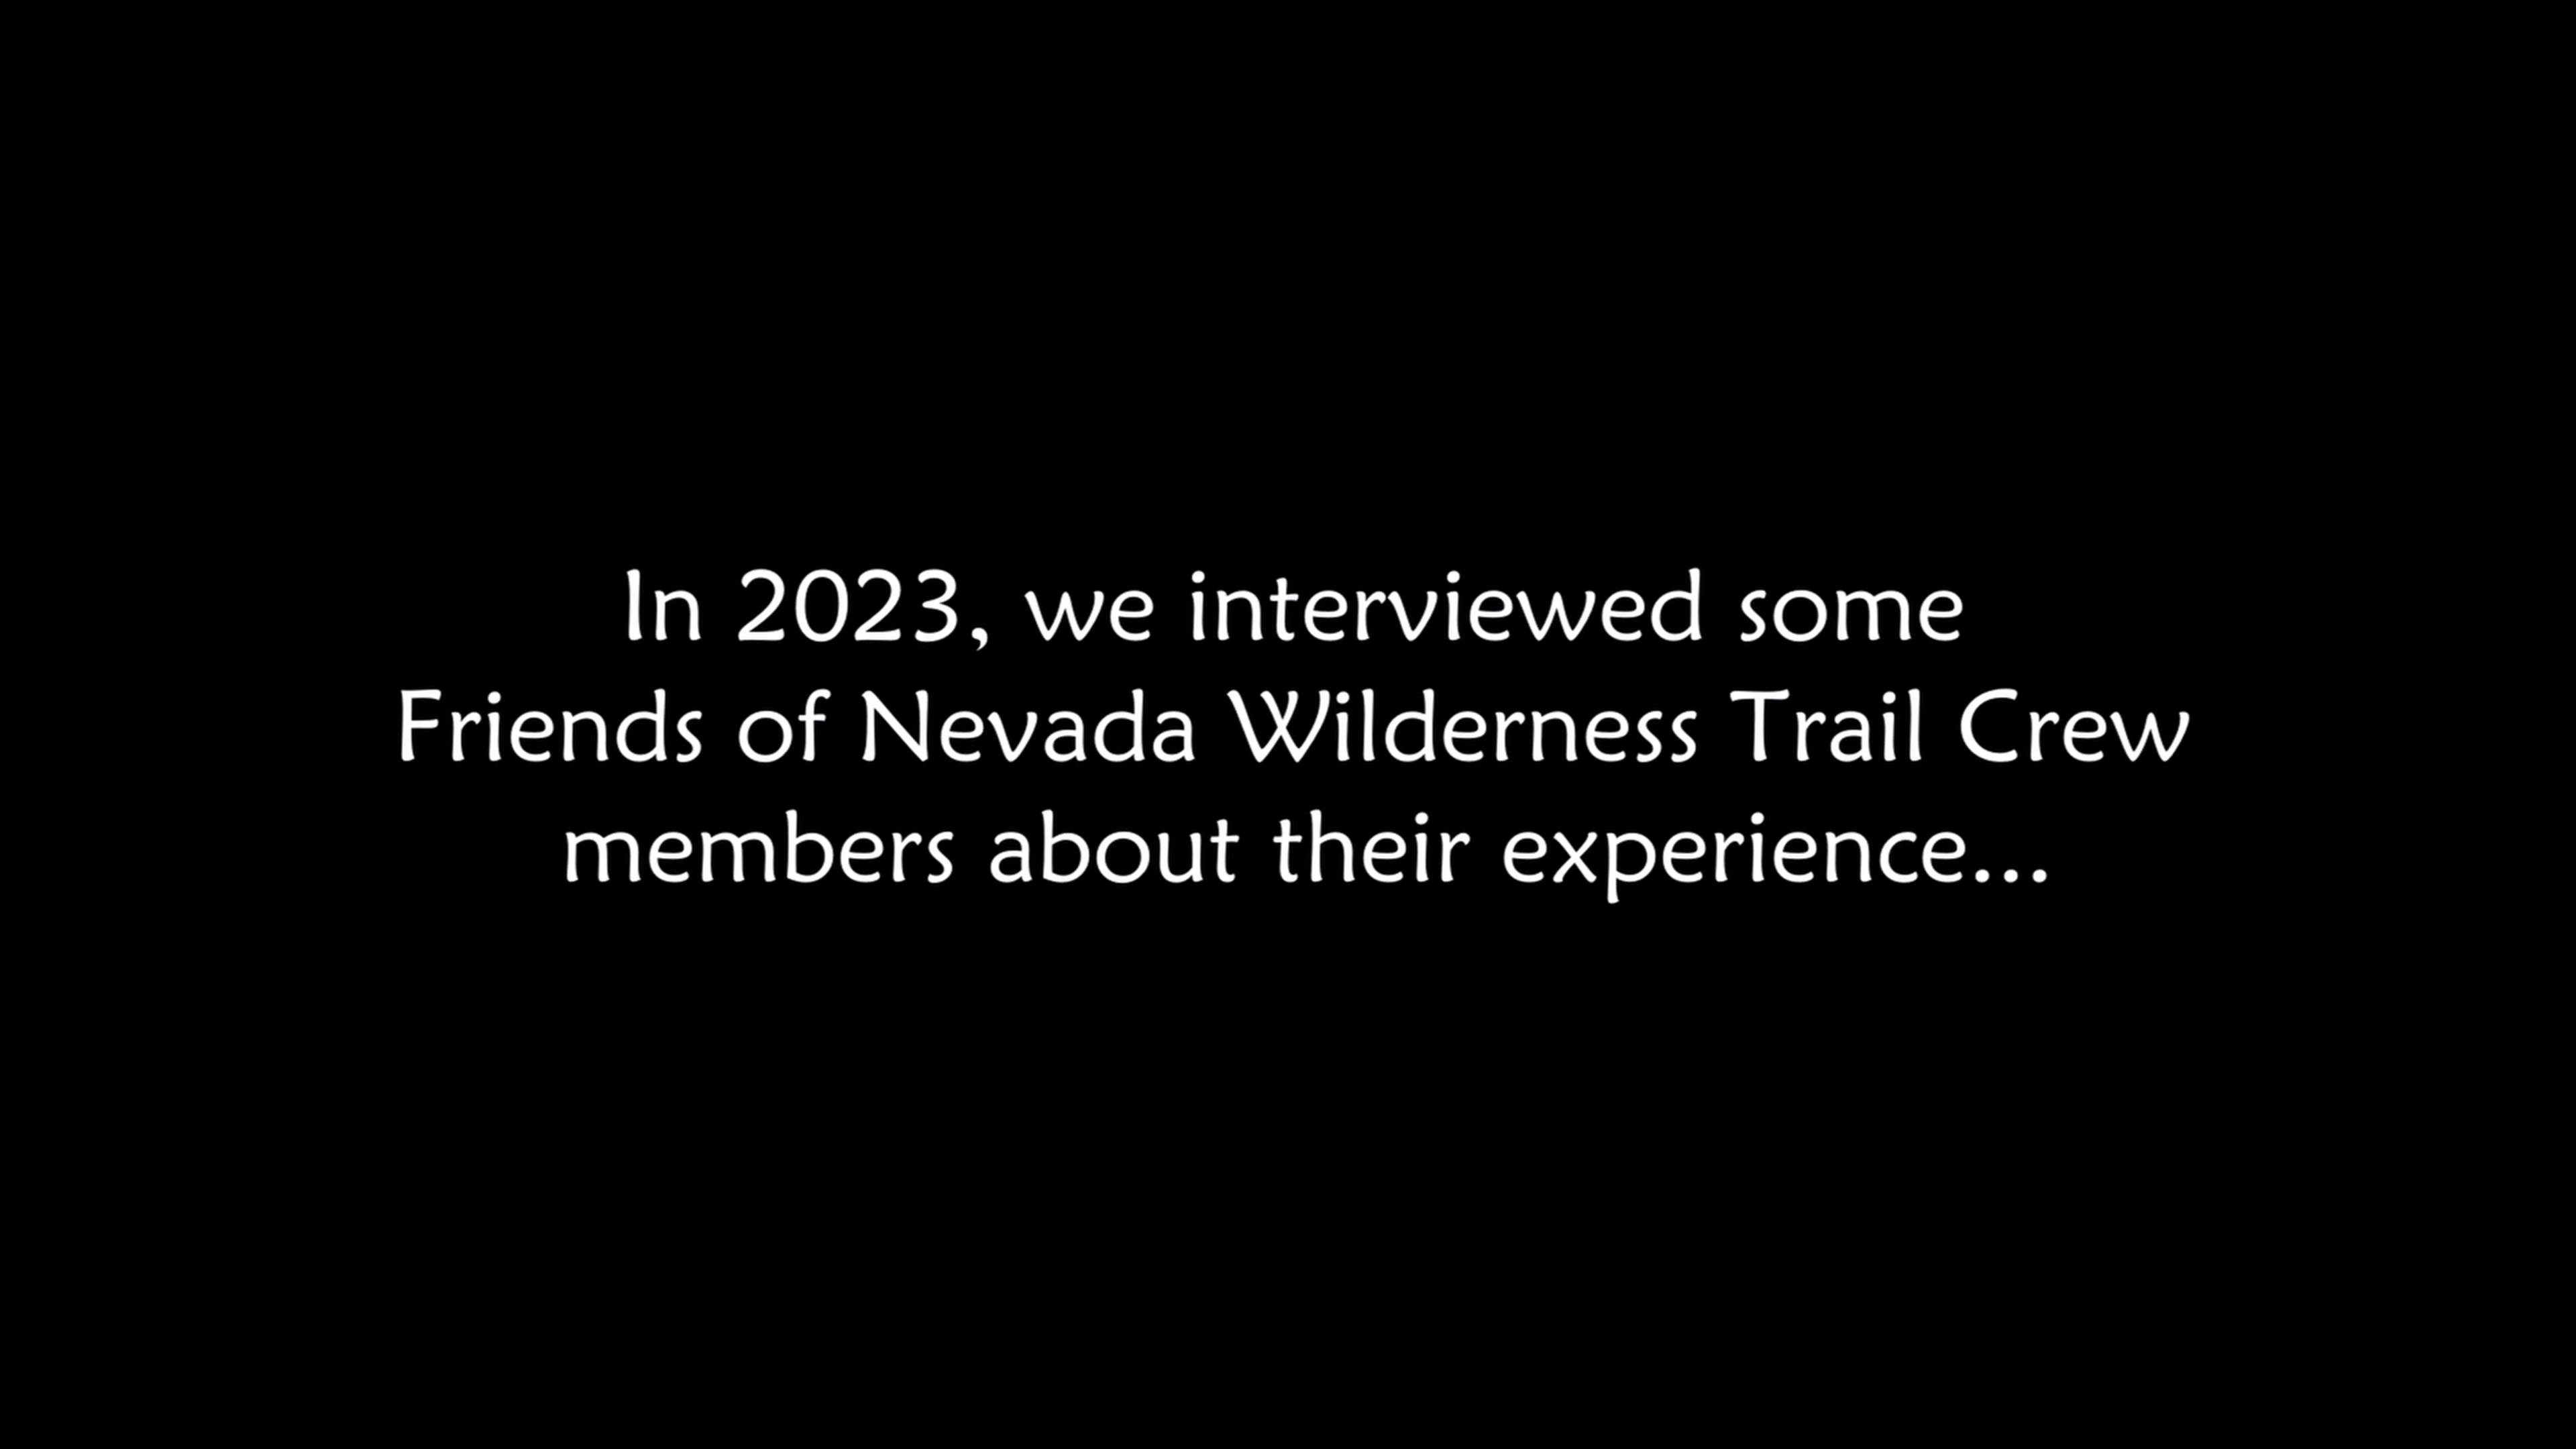 In 2023, we interviewed some
Friends of Nevada Wilderness Trail Crew
members about their experience...